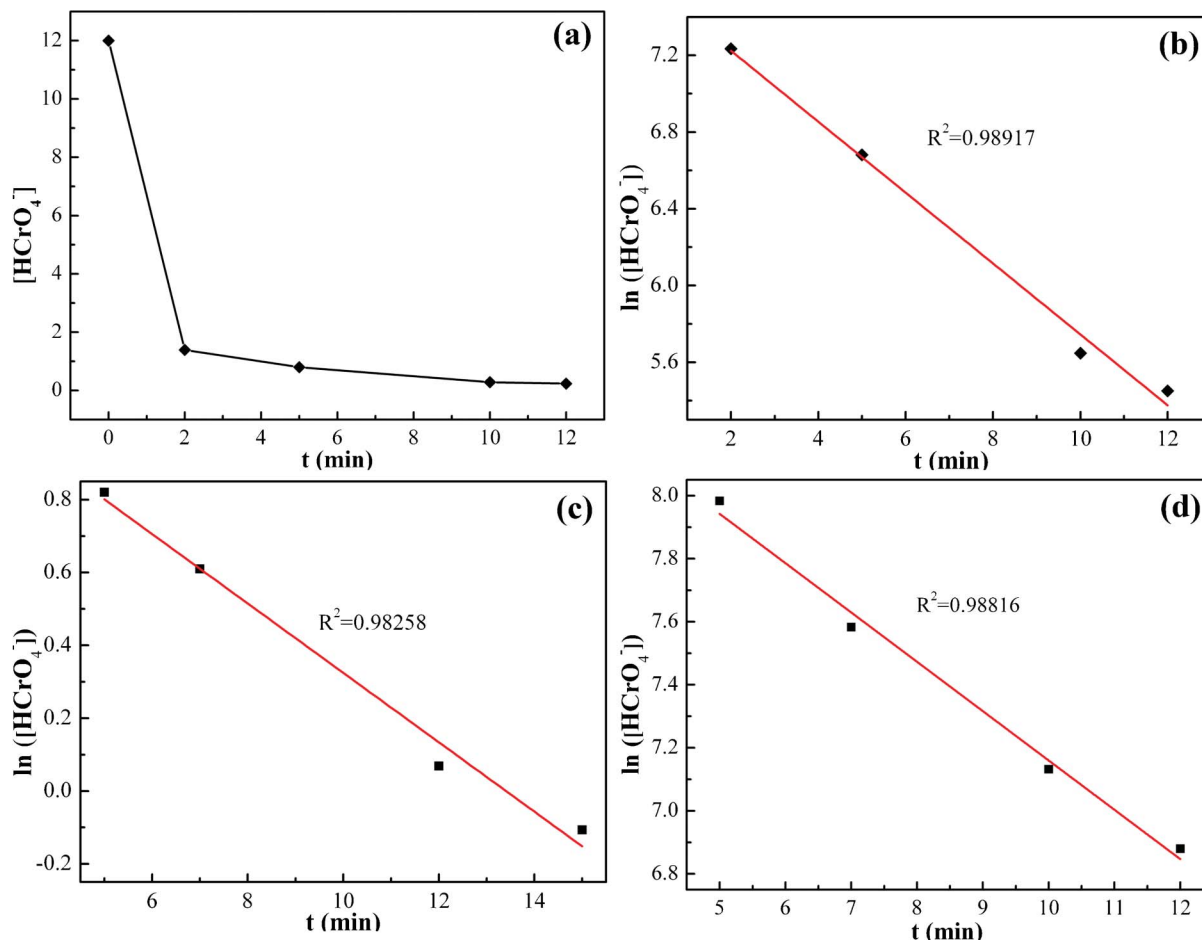 (a)
[HCrO₄⁻]
12
10
8
6
4
2
0
0 2 4 6 8 10 12
t (min)
(b)
ln ([HCrO₄⁻])
7.2
6.8
6.4
6.0
5.6
R²=0.98917
2 4 6 8 10 12
t (min)
(c)
ln ([HCrO₄⁻])
0.8
0.6
0.4
0.2
0.0
-0.2
R²=0.98258
6 8 10 12 14
t (min)
(d)
ln ([HCrO₄⁻])
8.0
7.8
7.6
7.4
7.2
7.0
6.8
R²=0.98816
5 6 7 8 9 10 11 12
t (min)